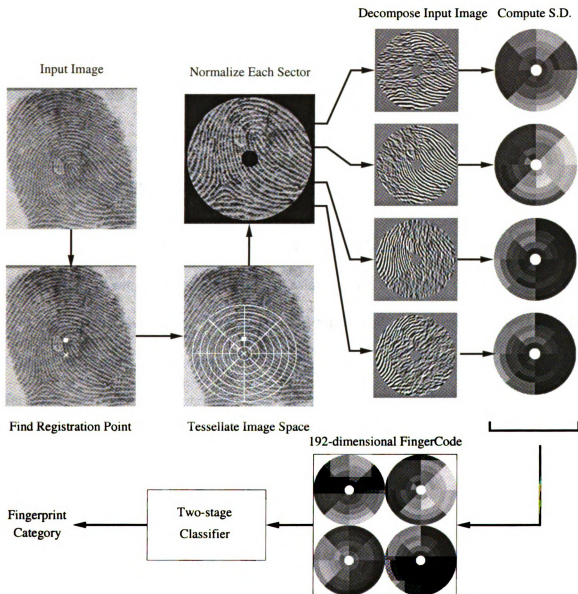 Decompose Input Image
Compute S.D.
Input Image
Normalize Each Sector
Find Registration Point
Tessellate Image Space
192-dimensional FingerCode
Fingerprint
Category
Two-stage
Classifier